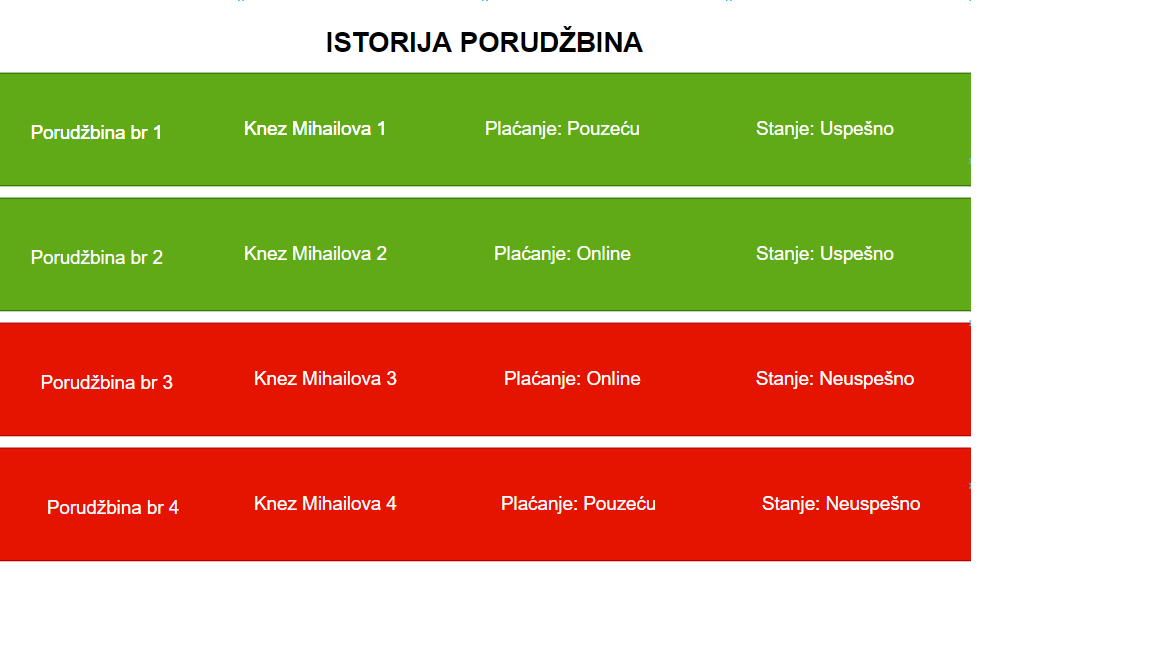 ISTORIJA PORUDŽBINA
Porudžbina br 1 Knez Mihailova 1 Plaćanje: Pouzeću Stanje: Uspešno
Porudžbina br 2 Knez Mihailova 2 Plaćanje: Online Stanje: Uspešno
Porudžbina br 3 Knez Mihailova 3 Plaćanje: Online Stanje: Neuspešno
Porudžbina br 4 Knez Mihailova 4 Plaćanje: Pouzeću Stanje: Neuspešno